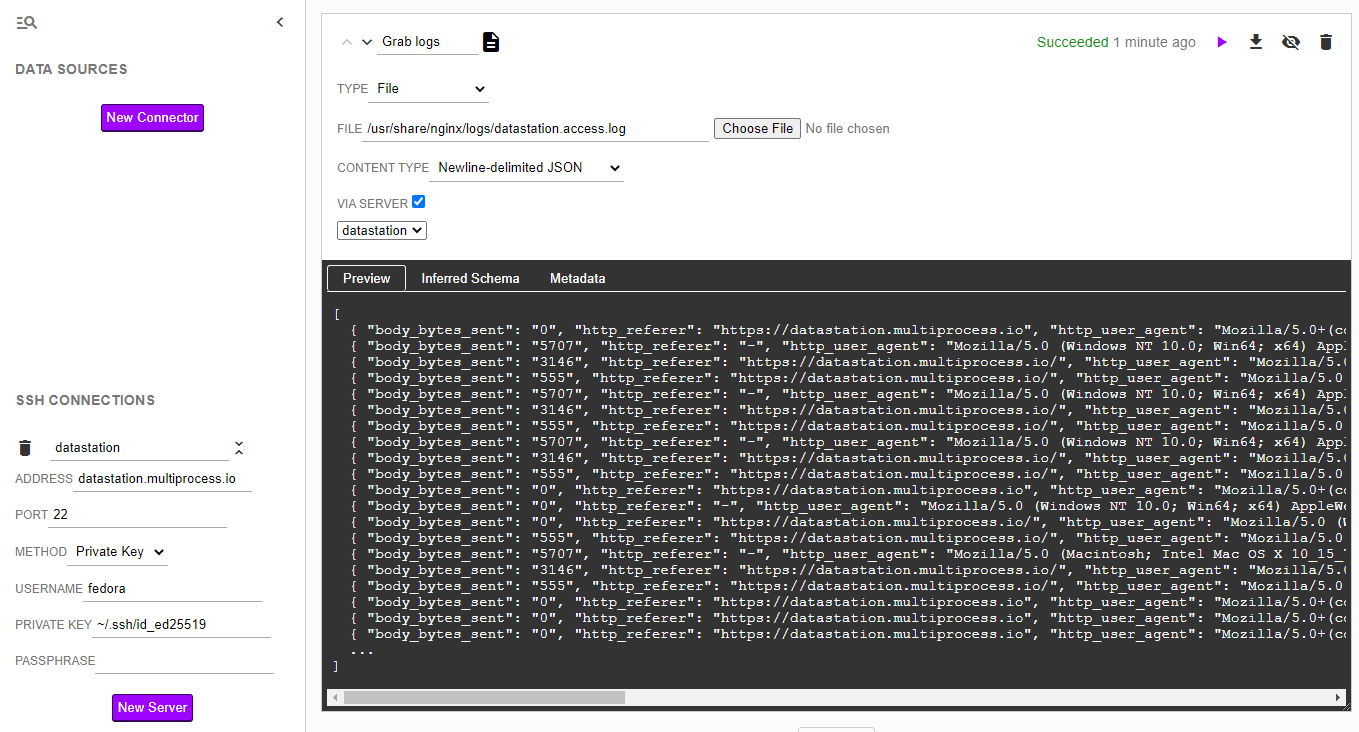 DATA SOURCES
New Connector
SSH CONNECTIONS
datastation
ADDRESS datastation.multiprocess.io
PORT 22
METHOD Private Key
USERNAME fedora
PRIVATE KEY ~/.ssh/id_ed25519
PASSPHRASE
New Server
Grab logs
Succeeded 1 minute ago
TYPE File
FILE /usr/share/nginx/logs/datastation.access.log Choose File No file chosen
CONTENT TYPE Newline-delimited JSON
VIA SERVER
datastation
Preview Inferred Schema Metadata
[
{ "body_bytes_sent": "0", "http_referer": "https://datastation.multiprocess.io", "http_user_agent": "Mozilla/5.0+(co
{ "body_bytes_sent": "5707", "http_referer": "-", "http_user_agent": "Mozilla/5.0 (Windows NT 10.0; Win64; x64) Appl
{ "body_bytes_sent": "3146", "http_referer": "https://datastation.multiprocess.io/", "http_user_agent": "Mozilla/5.0
{ "body_bytes_sent": "555", "http_referer": "https://datastation.multiprocess.io/", "http_user_agent": "Mozilla/5.0
{ "body_bytes_sent": "5707", "http_referer": "-", "http_user_agent": "Mozilla/5.0 (Windows NT 10.0; Win64; x64) Appl
{ "body_bytes_sent": "3146", "http_referer": "https://datastation.multiprocess.io/", "http_user_agent": "Mozilla/5.0
{ "body_bytes_sent": "555", "http_referer": "https://datastation.multiprocess.io/", "http_user_agent": "Mozilla/5.0
{ "body_bytes_sent": "5707", "http_referer": "-", "http_user_agent": "Mozilla/5.0 (Windows NT 10.0; Win64; x64) Appl
{ "body_bytes_sent": "3146", "http_referer": "https://datastation.multiprocess.io/", "http_user_agent": "Mozilla/5.0
{ "body_bytes_sent": "555", "http_referer": "https://datastation.multiprocess.io/", "http_user_agent": "Mozilla/5.0
{ "body_bytes_sent": "0", "http_referer": "https://datastation.multiprocess.io", "http_user_agent": "Mozilla/5.0+(co
{ "body_bytes_sent": "0", "http_referer": "-", "http_user_agent": "Mozilla/5.0 (Windows NT 10.0; Win64; x64) AppleWe
{ "body_bytes_sent": "0", "http_referer": "https://datastation.multiprocess.io/", "http_user_agent": "Mozilla/5.0 (W
{ "body_bytes_sent": "555", "http_referer": "https://datastation.multiprocess.io/", "http_user_agent": "Mozilla/5.0
{ "body_bytes_sent": "5707", "http_referer": "-", "http_user_agent": "Mozilla/5.0 (Macintosh; Intel Mac OS X 10_15_
{ "body_bytes_sent": "3146", "http_referer": "https://datastation.multiprocess.io/", "http_user_agent": "Mozilla/5.0
{ "body_bytes_sent": "555", "http_referer": "https://datastation.multiprocess.io/", "http_user_agent": "Mozilla/5.0
{ "body_bytes_sent": "0", "http_referer": "https://datastation.multiprocess.io", "http_user_agent": "Mozilla/5.0+(co
{ "body_bytes_sent": "0", "http_referer": "https://datastation.multiprocess.io", "http_user_agent": "Mozilla/5.0+(co
{ "body_bytes_sent": "0", "http_referer": "https://datastation.multiprocess.io", "http_user_agent": "Mozilla/5.0+(co
...
]